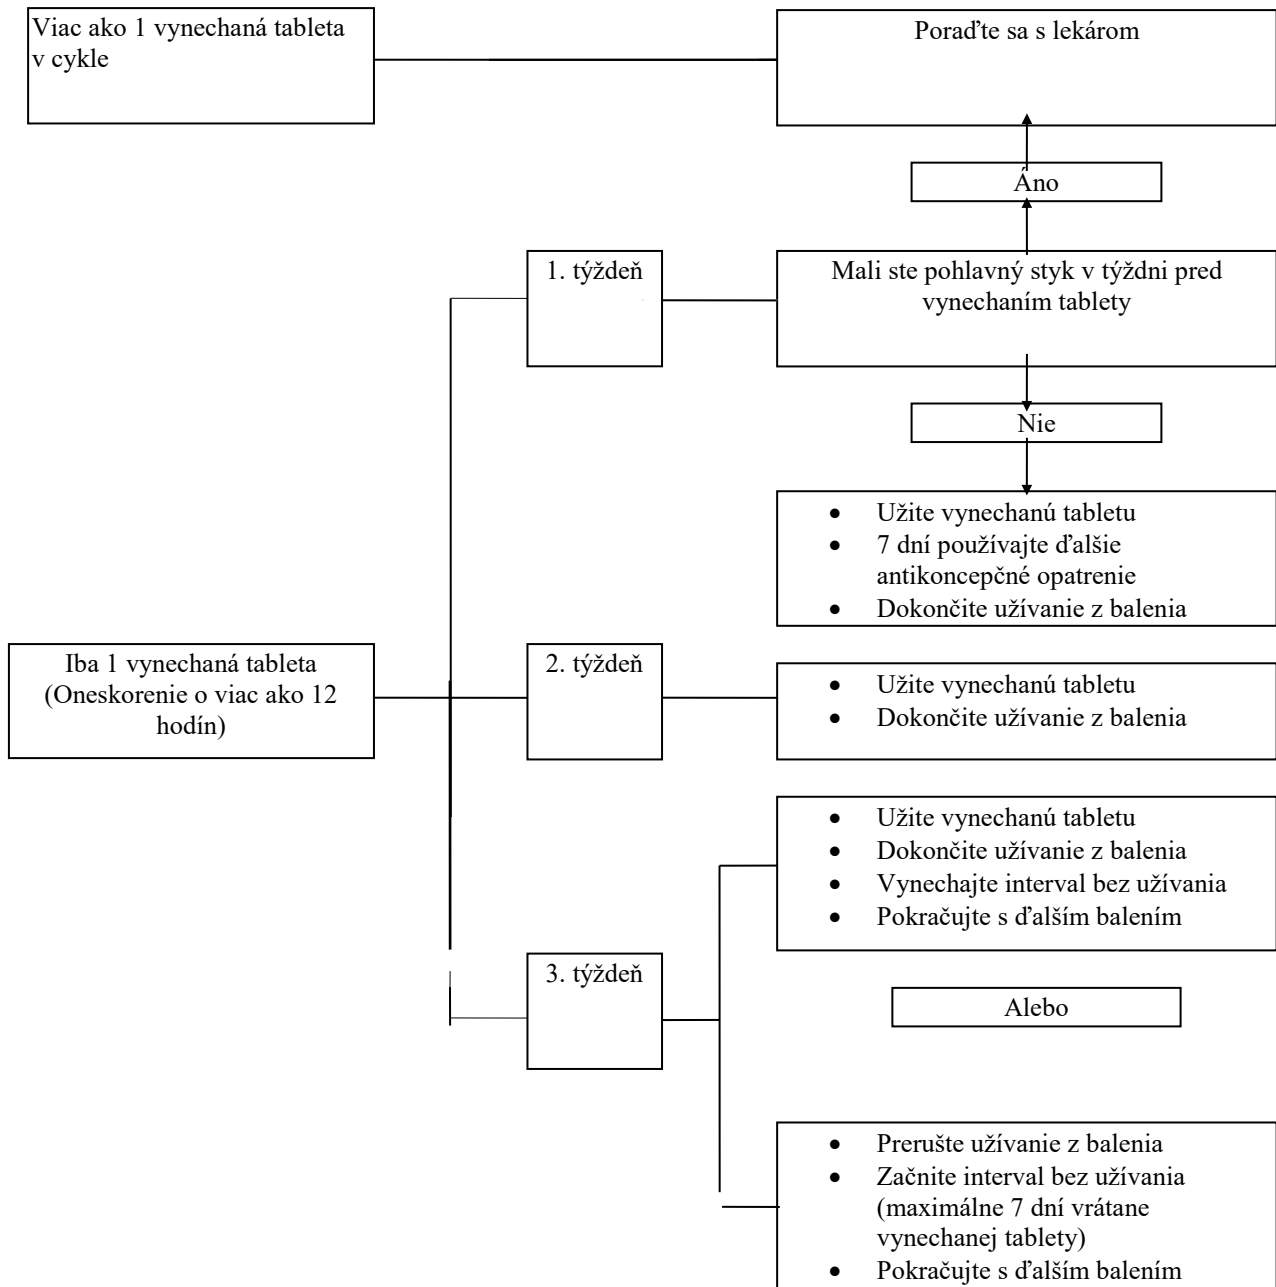 Viac ako 1 vynechaná tableta
v cykle
Poraďte sa s lekárom
Áno
1. týždeň
Mali ste pohlavný styk v týždni pred
vynechaním tablety
Nie
• Užite vynechanú tabletu
• 7 dní používajte ďalšie
antikoncepčné opatrenie
• Dokončite užívanie z balenia
Iba 1 vynechaná tableta
(Oneskorenie o viac ako 12
hodín)
2. týždeň
• Užite vynechanú tabletu
• Dokončite užívanie z balenia
• Užite vynechanú tabletu
• Dokončite užívanie z balenia
• Vynechajte interval bez užívania
• Pokračujte s ďalším balením
3. týždeň
Alebo
• Prerušte užívanie z balenia
• Začnite interval bez užívania
(maximálne 7 dní vrátane
vynechanej tablety)
• Pokračujte s ďalším balením